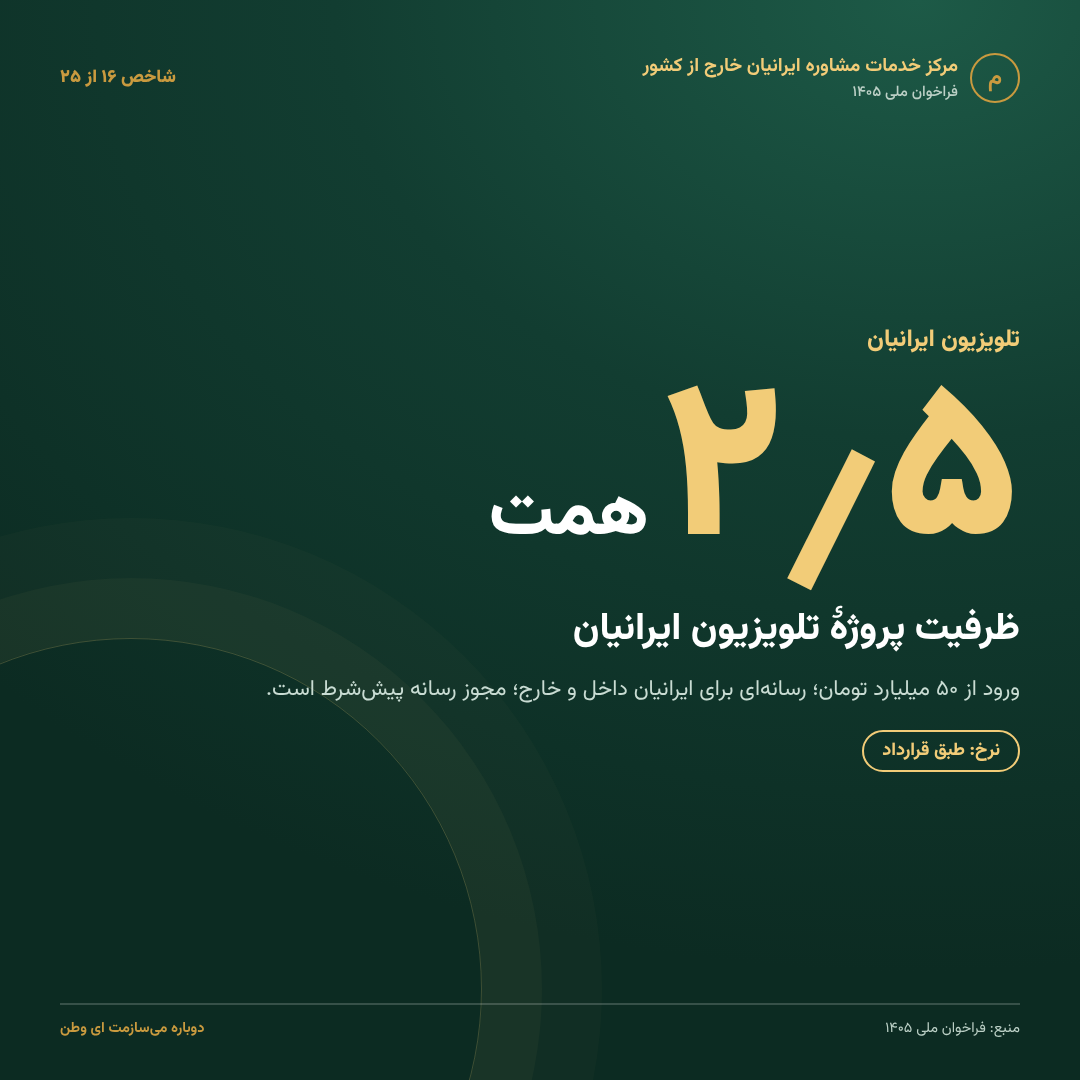 م
مرکز خدمات مشاوره ایرانیان خارج از کشور
فراخوان ملی ۱۴۰۵
شاخص ۱۶ از ۲۵
تلویزیون ایرانیان
۲٫۵ همت
ظرفیت پروژهٔ تلویزیون ایرانیان
ورود از ۵۰ میلیارد تومان؛ رسانه‌ای برای ایرانیان داخل و خارج؛ مجوز رسانه پیش‌شرط است.
نرخ: طبق قرارداد
منبع: فراخوان ملی ۱۴۰۵
دوباره می‌سازمت ای وطن